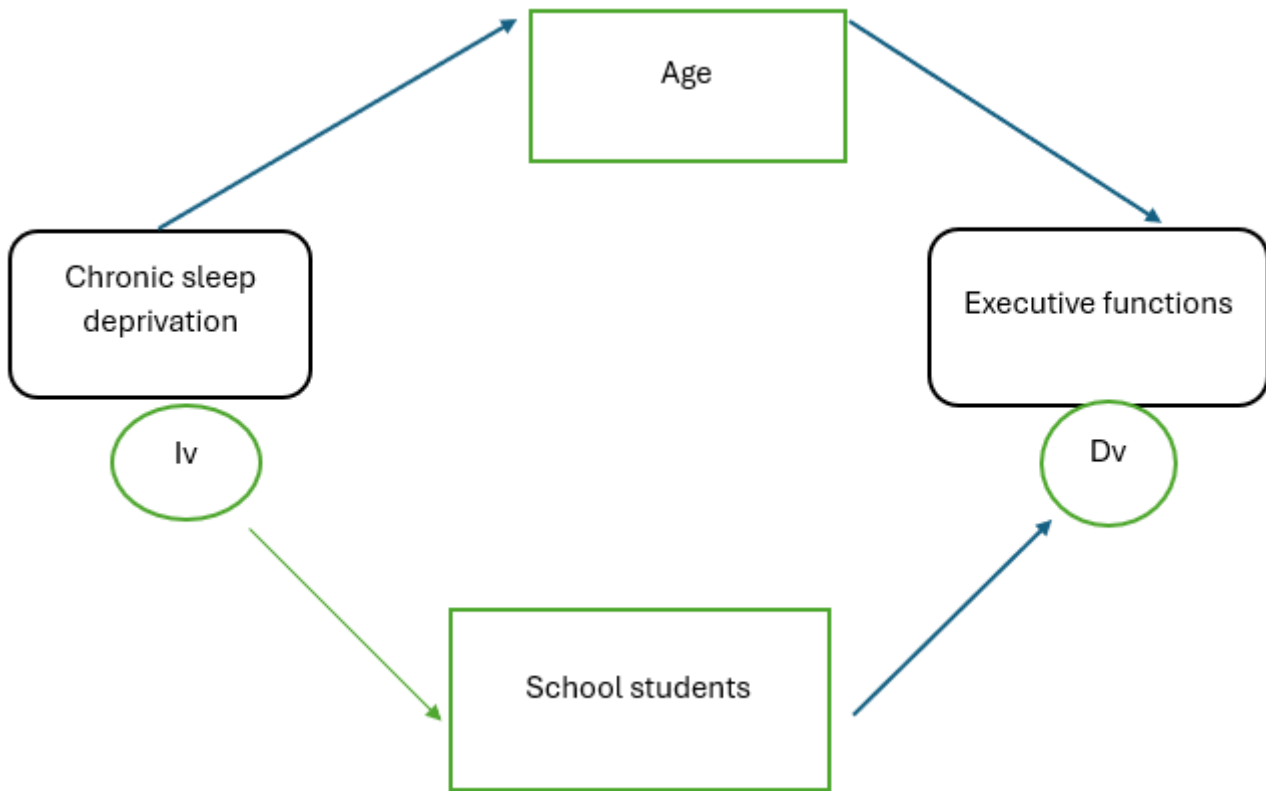 Age
Chronic sleep
deprivation
Executive functions
Iv
Dv
School students